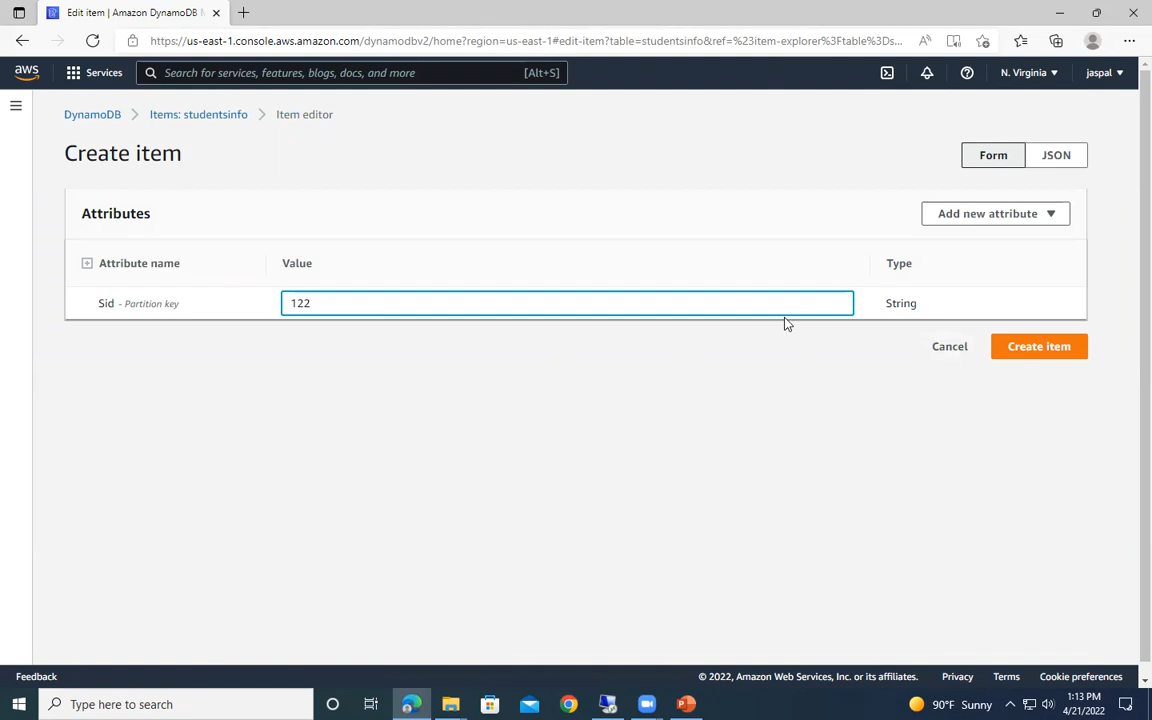 Edit item | Amazon DynamoDB
https://us-east-1.console.aws.amazon.com/dynamodbv2/home?region=us-east-1#edit-item?table=studentsinfo&ref=%23item-explorer%3Ftable%3Ds...
aws
Services
Search for services, features, blogs, docs, and more
[Alt+S]
N. Virginia
jaspal
DynamoDB
Items: studentsinfo
Item editor
Create item
Form
JSON
Attributes
Add new attribute
Attribute name
Value
Type
Sid - Partition key
122
String
Cancel
Create item
Feedback
© 2022, Amazon Web Services, Inc. or its affiliates.
Privacy
Terms
Cookie preferences
Type here to search
90°F Sunny
1:13 PM
4/21/2022